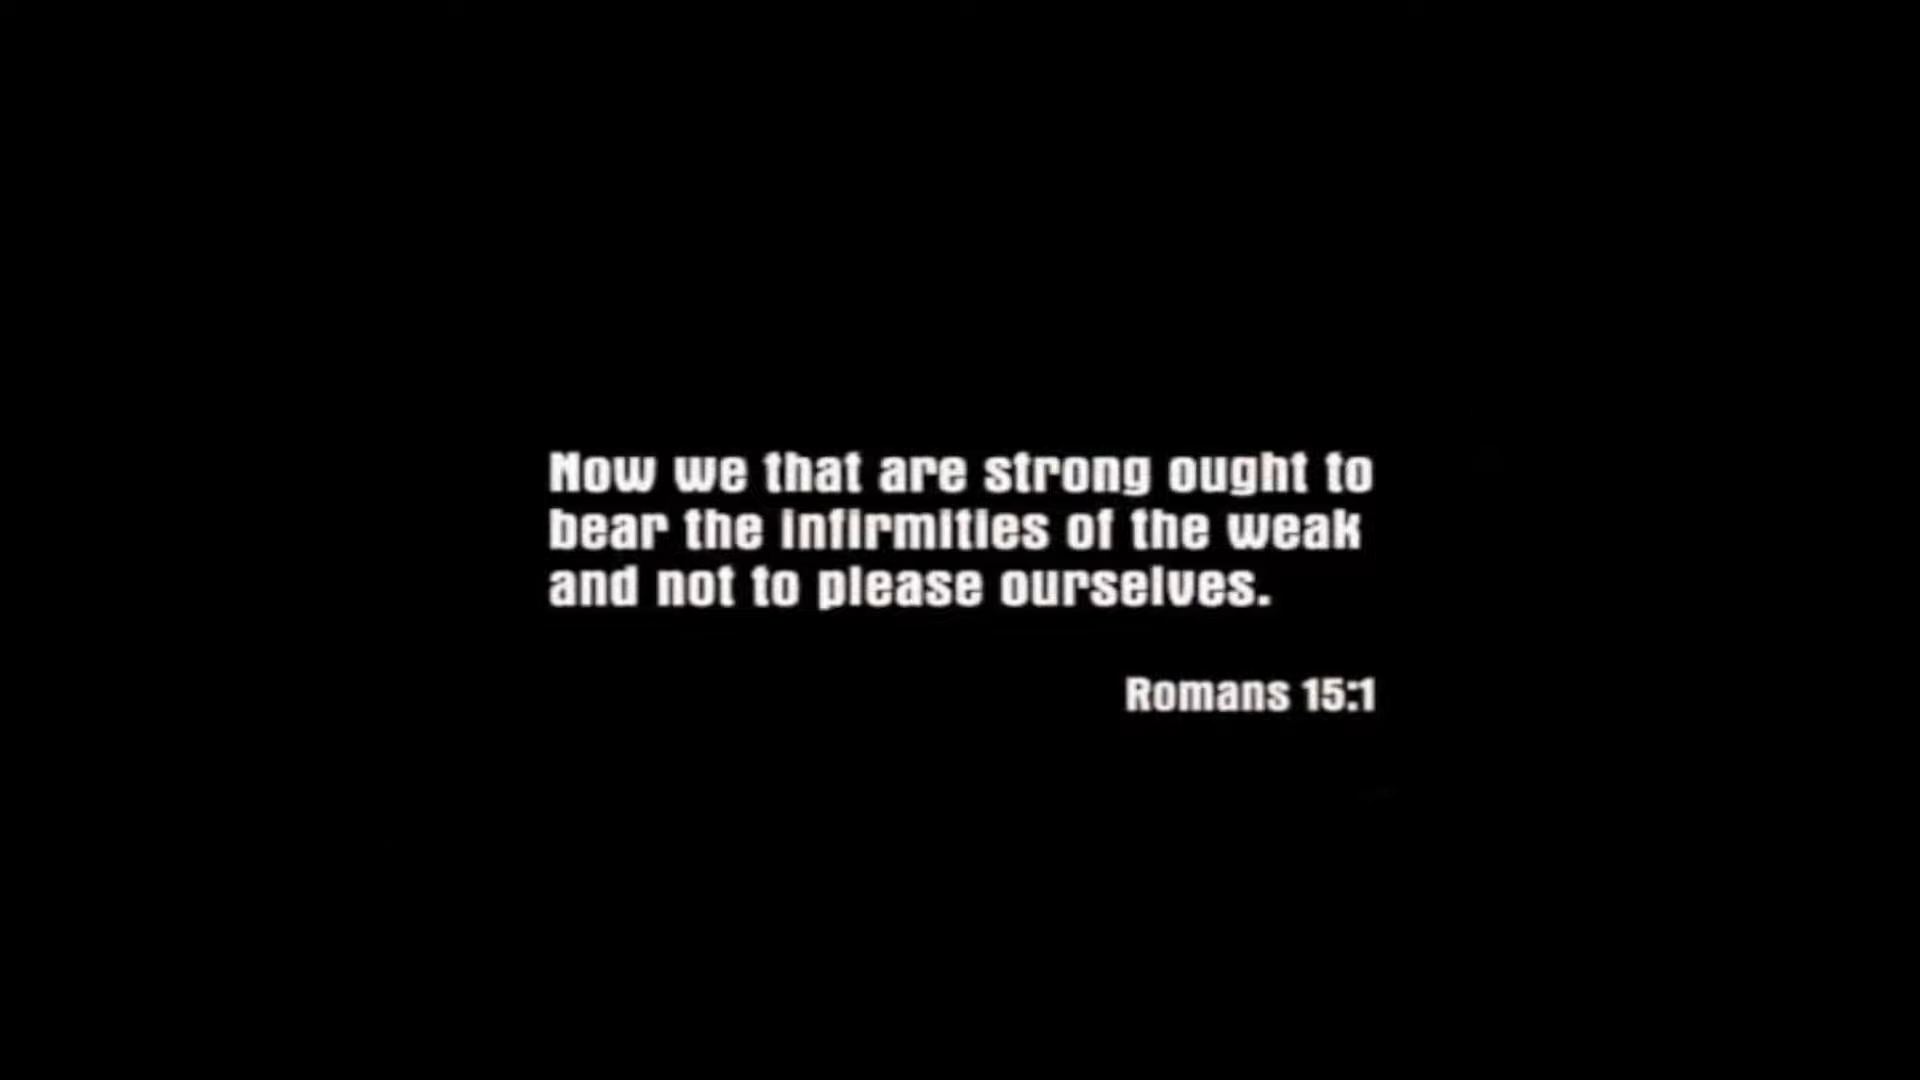 Now we that are strong ought to
bear the infirmities of the weak
and not to please ourselves.
Romans 15:1